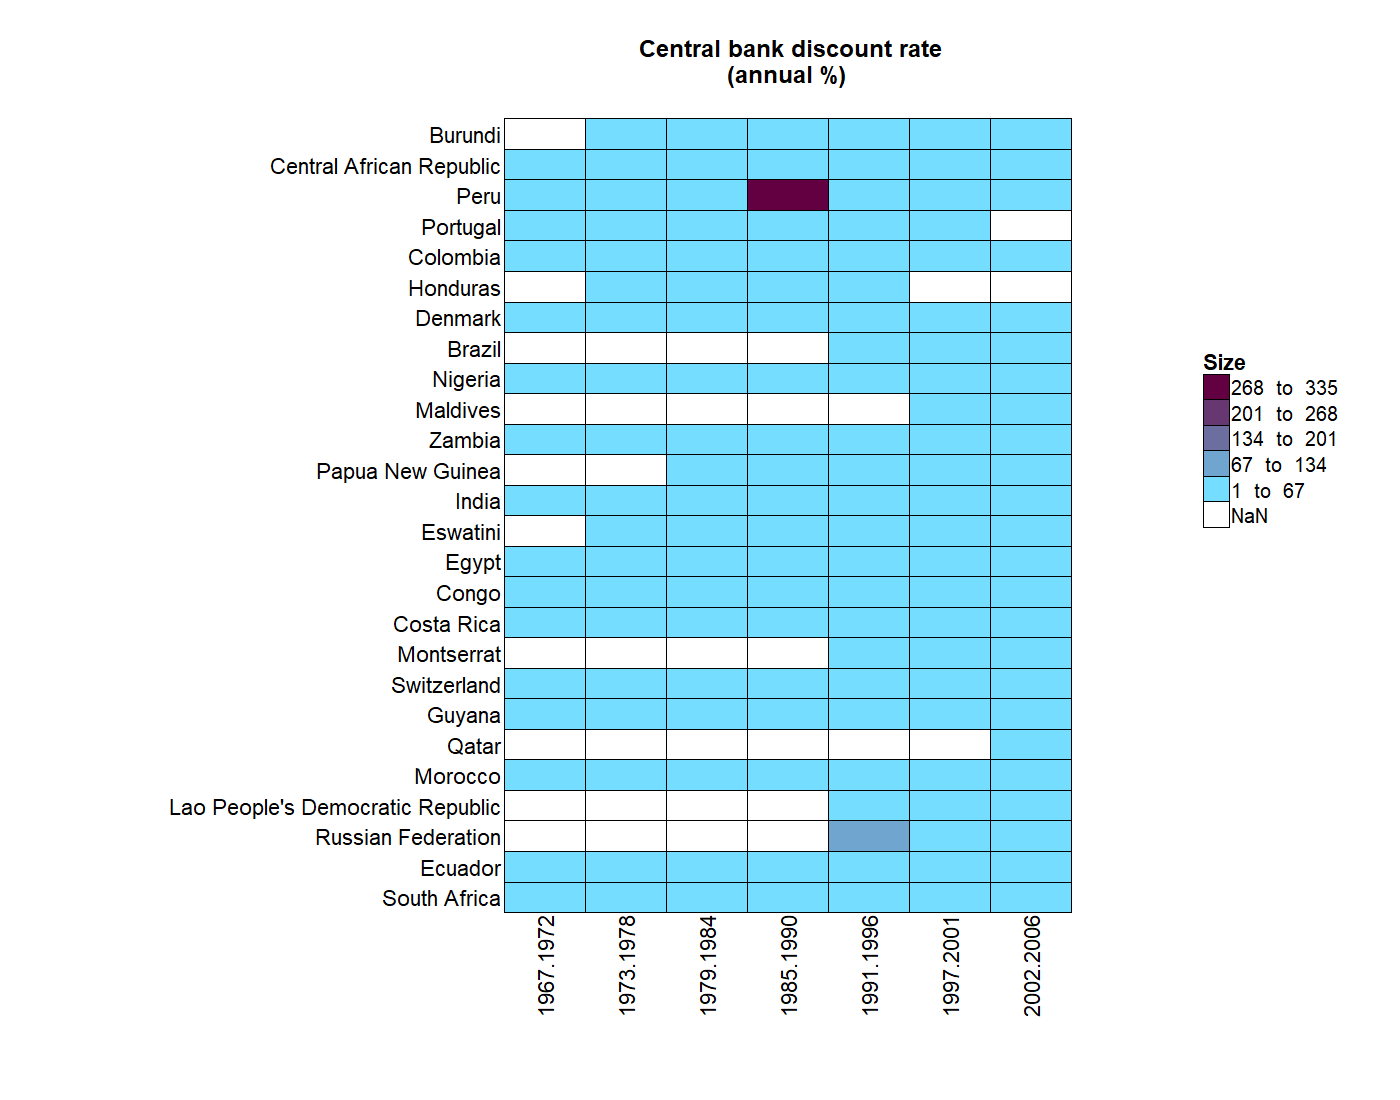 Central bank discount rate
(annual %)
Burundi
Central African Republic
Peru
Portugal
Colombia
Honduras
Denmark
Brazil
Nigeria
Maldives
Zambia
Papua New Guinea
India
Eswatini
Egypt
Congo
Costa Rica
Montserrat
Switzerland
Guyana
Qatar
Morocco
Lao People's Democratic Republic
Russian Federation
Ecuador
South Africa
1967.1972
1973.1978
1979.1984
1985.1990
1991.1996
1997.2001
2002.2006
Size
268 to 335
201 to 268
134 to 201
67 to 134
1 to 67
NaN